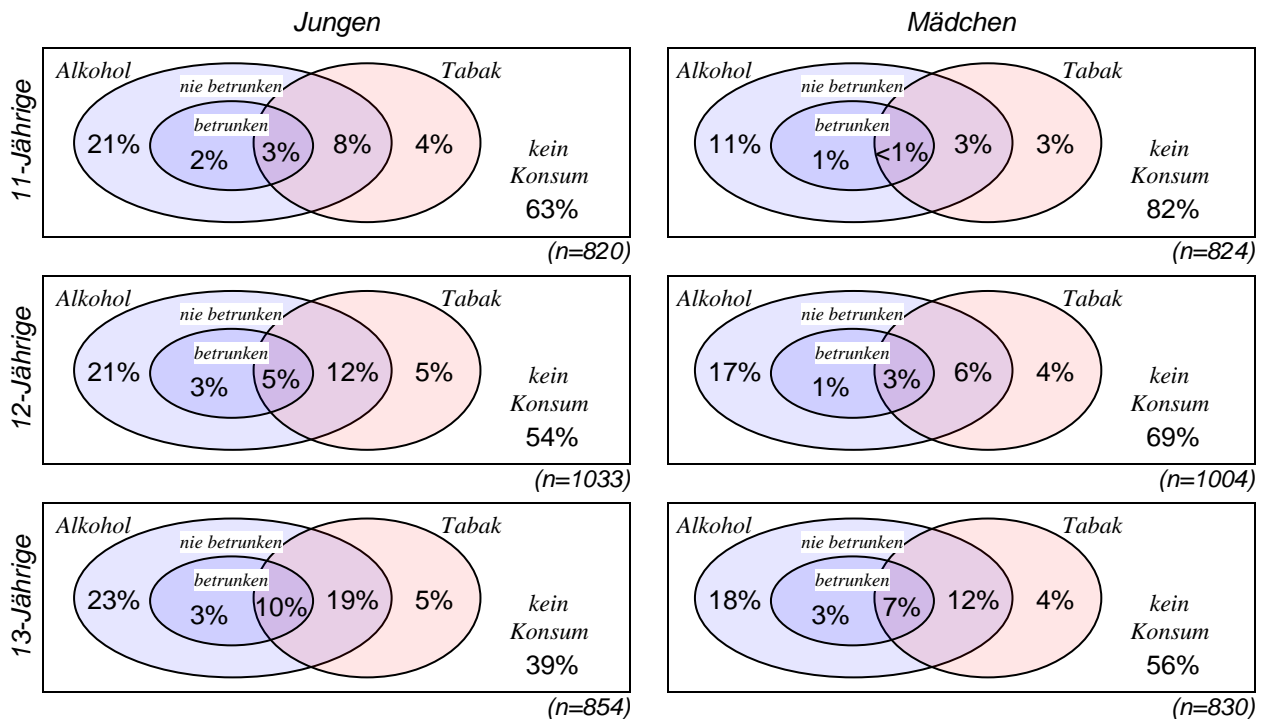 Jungen
Mädchen
11-Jährige
Alkohol
nie betrunken
Tabak
betrunken
21%
2%
3%
8%
4%
kein
Konsum
63%
(n=820)
Alkohol
nie betrunken
Tabak
betrunken
11%
1%
<1%
3%
3%
kein
Konsum
82%
(n=824)
12-Jährige
Alkohol
nie betrunken
Tabak
betrunken
21%
3%
5%
12%
5%
kein
Konsum
54%
(n=1033)
Alkohol
nie betrunken
Tabak
betrunken
17%
1%
3%
6%
4%
kein
Konsum
69%
(n=1004)
13-Jährige
Alkohol
nie betrunken
Tabak
betrunken
23%
3%
10%
19%
5%
kein
Konsum
39%
(n=854)
Alkohol
nie betrunken
Tabak
betrunken
18%
3%
7%
12%
4%
kein
Konsum
56%
(n=830)